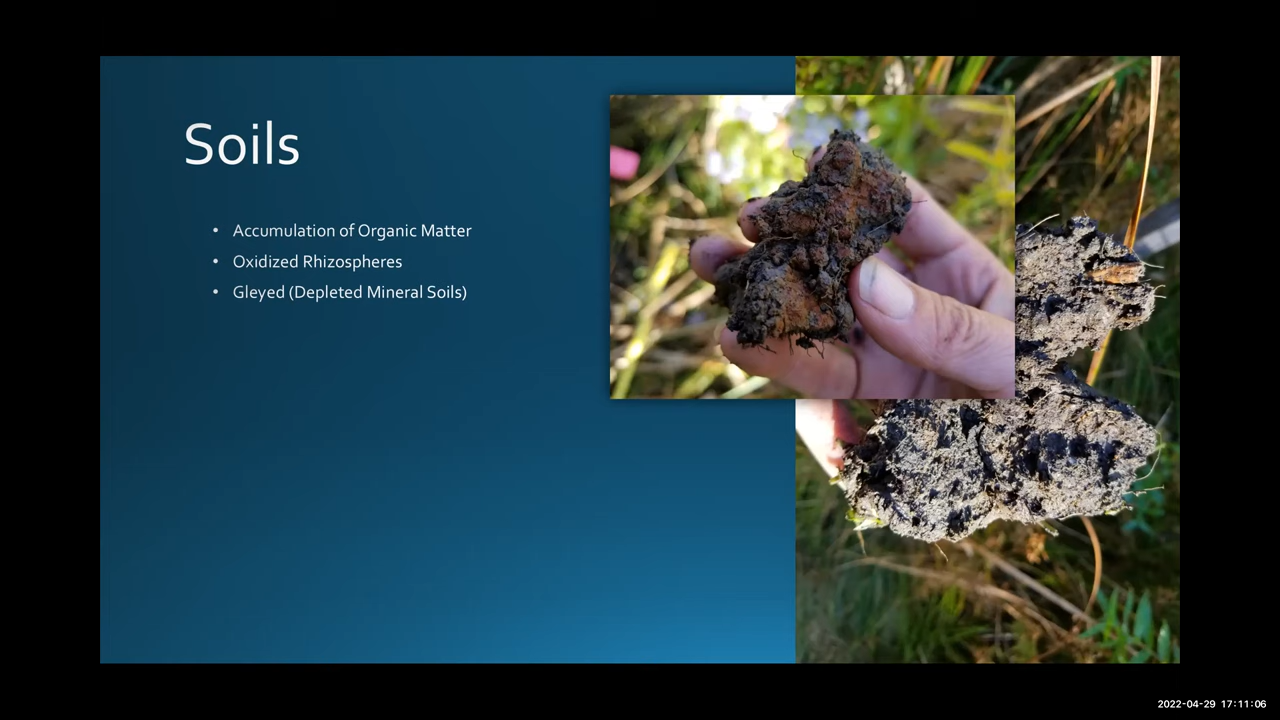 Soils
• Accumulation of Organic Matter
• Oxidized Rhizospheres
• Gleyed (Depleted Mineral Soils)
2022-04-29 17:11:06